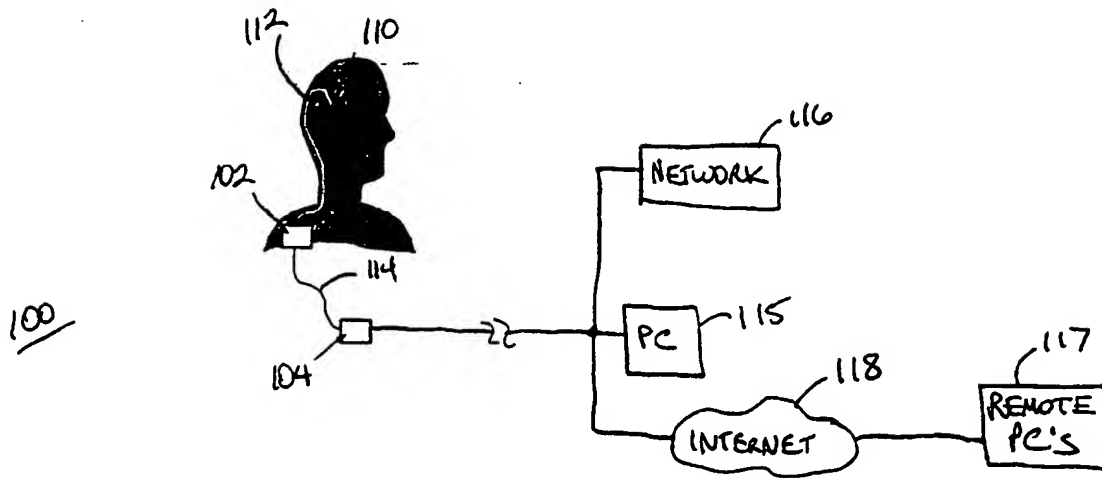 112
110
116
NETWORK
102
114
100
104
PC
115
118
INTERNET
117
REMOTE
PC'S